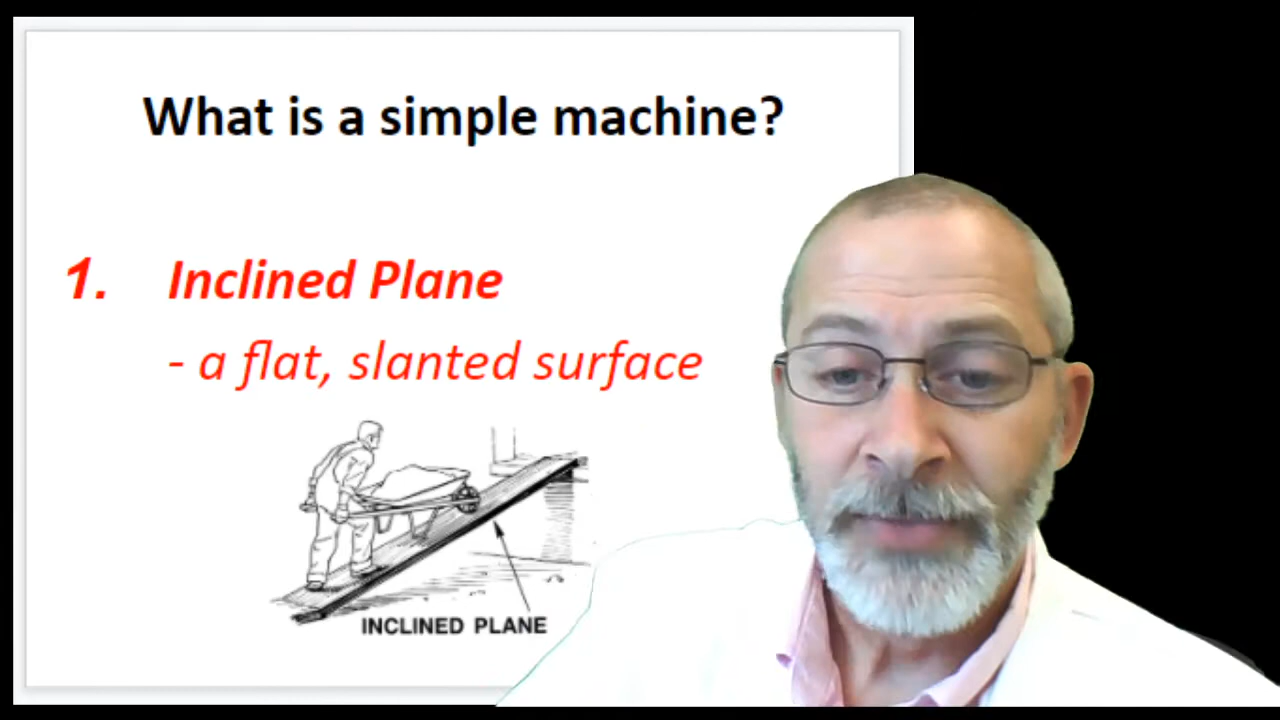 What is a simple machine?
1. Inclined Plane
- a flat, slanted surface
INCLINED PLANE